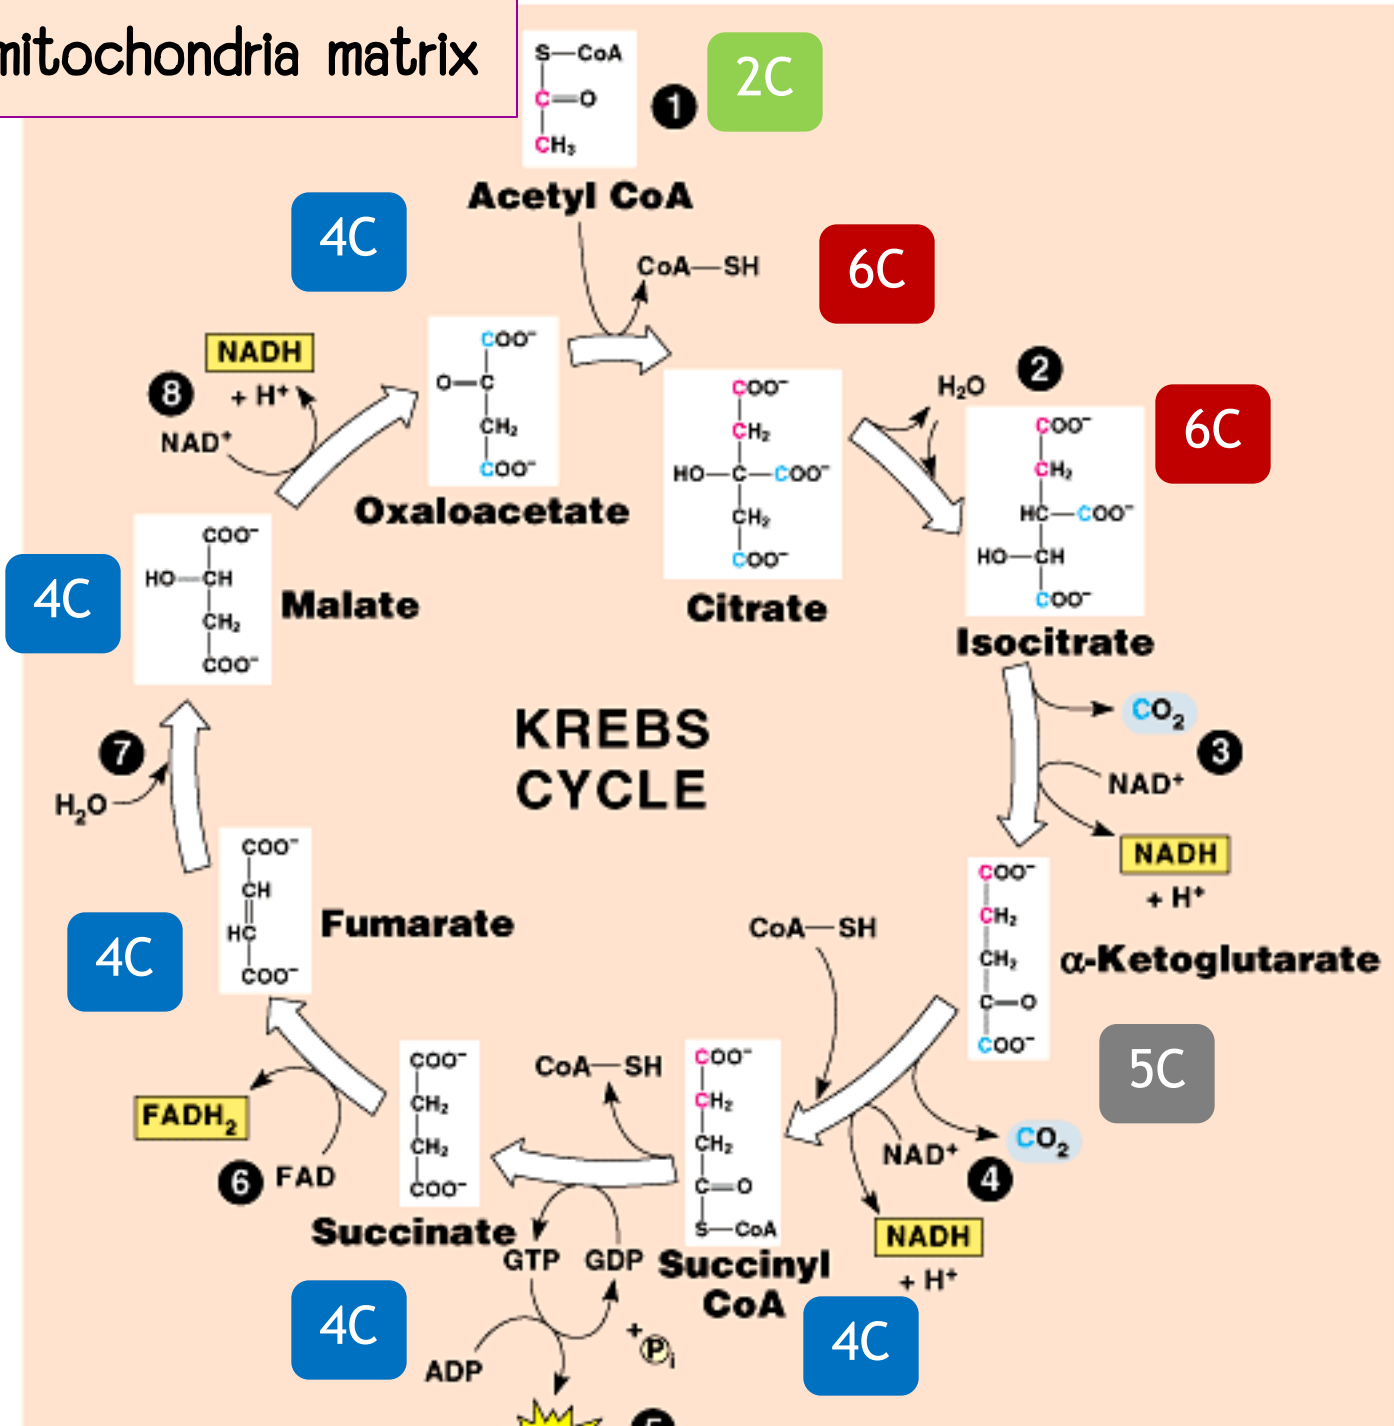 mitochondria matrix
S—CoA
C=O
CH₃
1
2C
Acetyl CoA
4C
CoA—SH
6C
NADH
+ H⁺
8
NAD⁺
COO⁻
O—C
CH₂
COO⁻
Oxaloacetate
COO⁻
CH₂
HO—C—COO⁻
CH₂
COO⁻
Citrate
H₂O
2
6C
COO⁻
CH₂
HC—COO⁻
HO—CH
COO⁻
Isocitrate
4C
COO⁻
HO—CH
CH₂
COO⁻
Malate
KREBS
CYCLE
CO₂
3
NAD⁺
NADH
+ H⁺
7
H₂O
COO⁻
CH
HC
COO⁻
Fumarate
4C
CoA—SH
COO⁻
CH₂
CH₂
C—O
COO⁻
α-Ketoglutarate
5C
FADH₂
6
FAD
COO⁻
CH₂
CH₂
COO⁻
Succinate
CoA—SH
COO⁻
CH₂
CH₂
C=O
S—CoA
Succinyl
CoA
NAD⁺
CO₂
4
NADH
+ H⁺
GTP
GDP
4C
ADP
+
Pi
4C